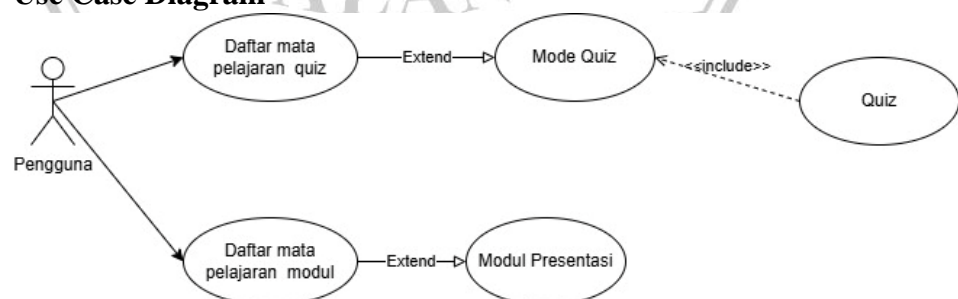 Use Case Diagram
Daftar mata
pelajaran quiz
Extend
Mode Quiz
<<include>>
Quiz
Pengguna
Daftar mata
pelajaran modul
Extend
Modul Presentasi